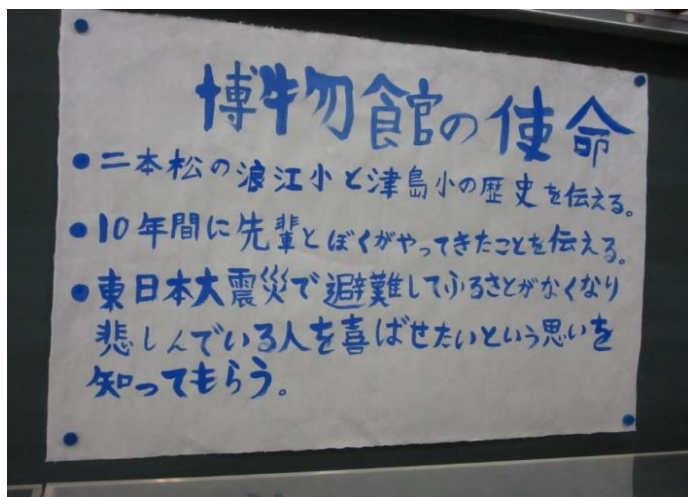 博物館の使命
●二本松の浪江小と津島小の歴史を伝える。
●10年間に先輩とぼくがやってきたことを伝える。
●東日本大震災で避難してふるさとがなくなり
悲しんでいる人を喜ばせたいという思いを
知ってもらう。